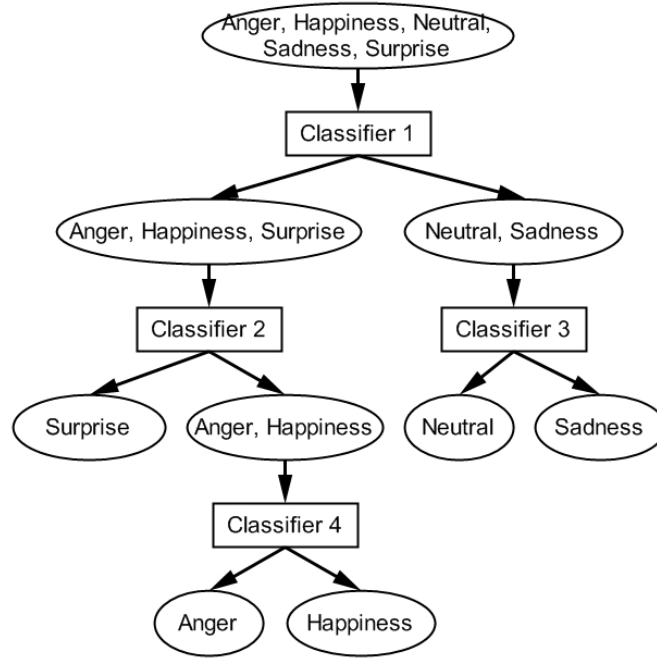 Anger, Happiness, Neutral,
Sadness, Surprise
Classifier 1
Anger, Happiness, Surprise
Neutral, Sadness
Classifier 2
Classifier 3
Surprise
Anger, Happiness
Neutral
Sadness
Classifier 4
Anger
Happiness